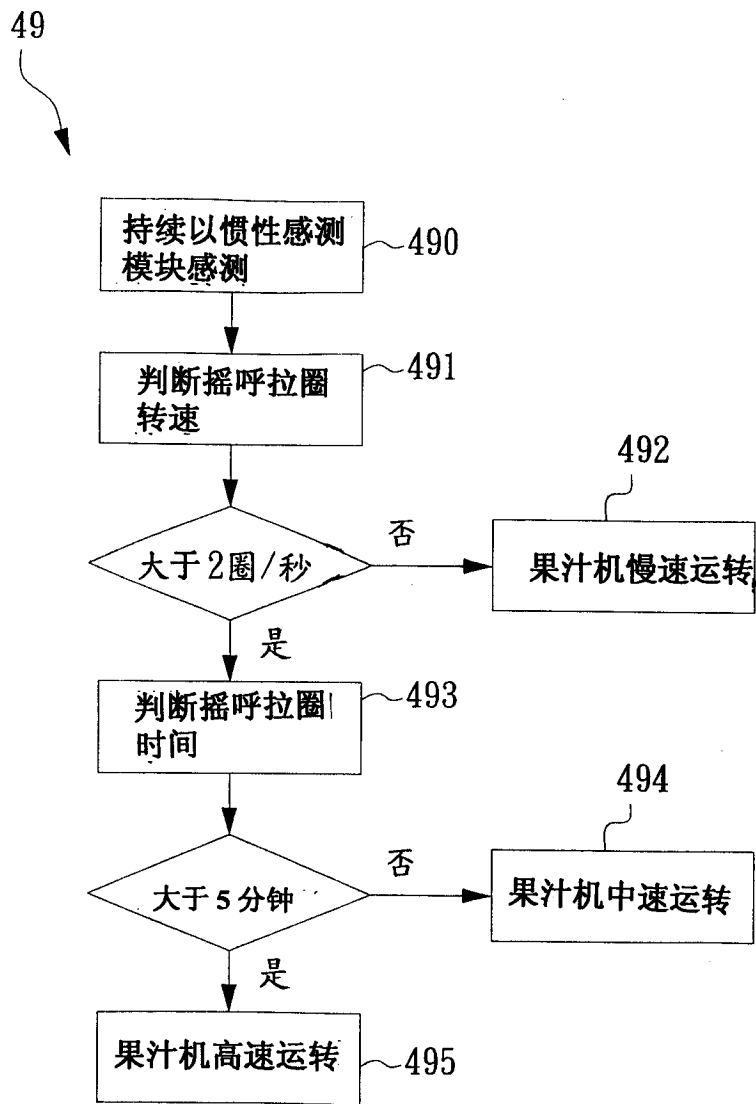 49
持续以惯性感测
模块感测
490
判断摇呼拉圈
转速
491
大于2圈/秒
否
492
果汁机慢速运转
是
判断摇呼拉圈
时间
493
大于5分钟
否
494
果汁机中速运转
是
果汁机高速运转
495